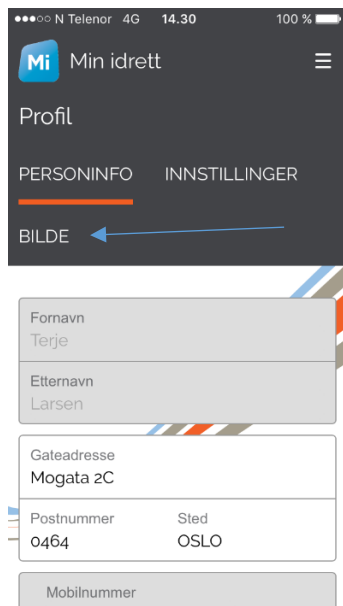 N Telenor 4G 14.30 100 %
Mi Min idrett
Profil
PERSONINFO INNSTILLINGER
BILDE
Fornavn
Terje
Etternavn
Larsen
Gateadresse
Mogata 2C
Postnummer Sted
0464 OSLO
Mobilnummer